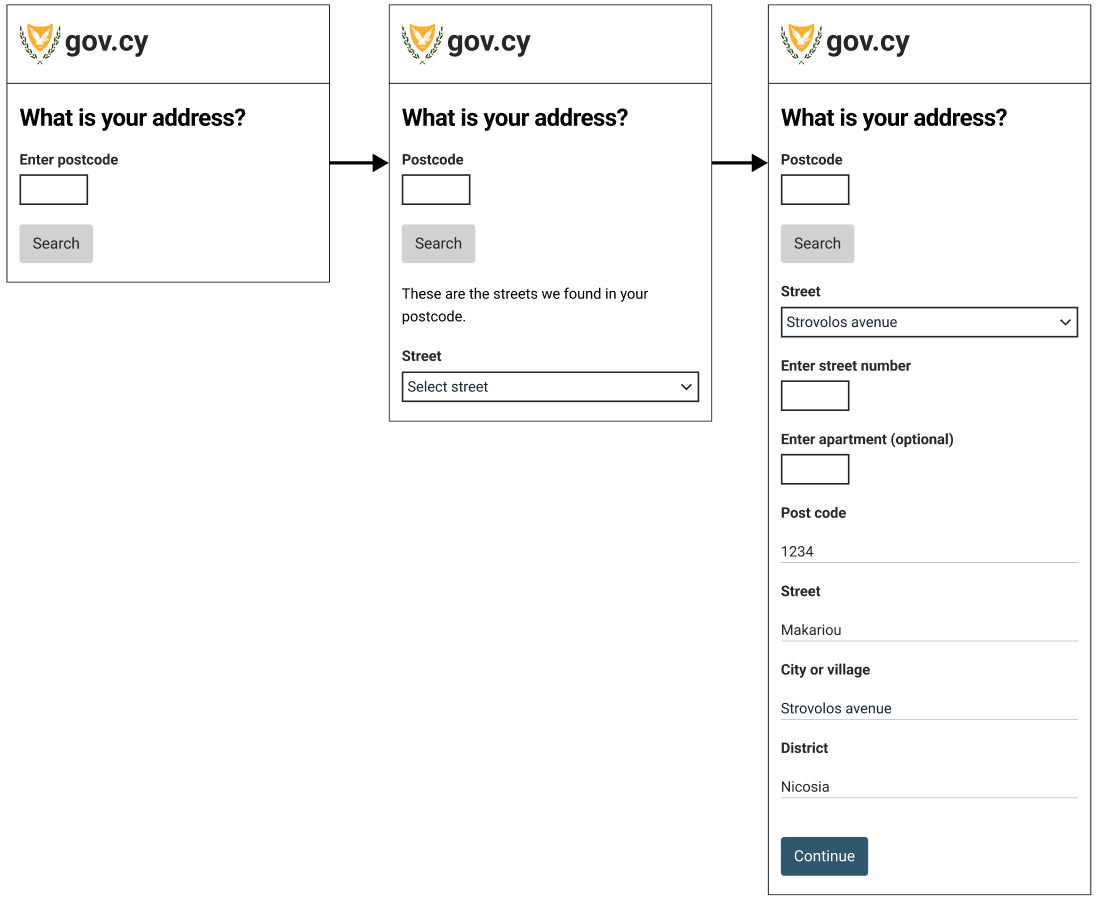 gov.cy
What is your address?
Enter postcode
Search
gov.cy
What is your address?
Postcode
Search
These are the streets we found in your
postcode.
Street
Select street
gov.cy
What is your address?
Postcode
Search
Street
Strovolos avenue
Enter street number
Enter apartment (optional)
Post code
1234
Street
Makariou
City or village
Strovolos avenue
District
Nicosia
Continue